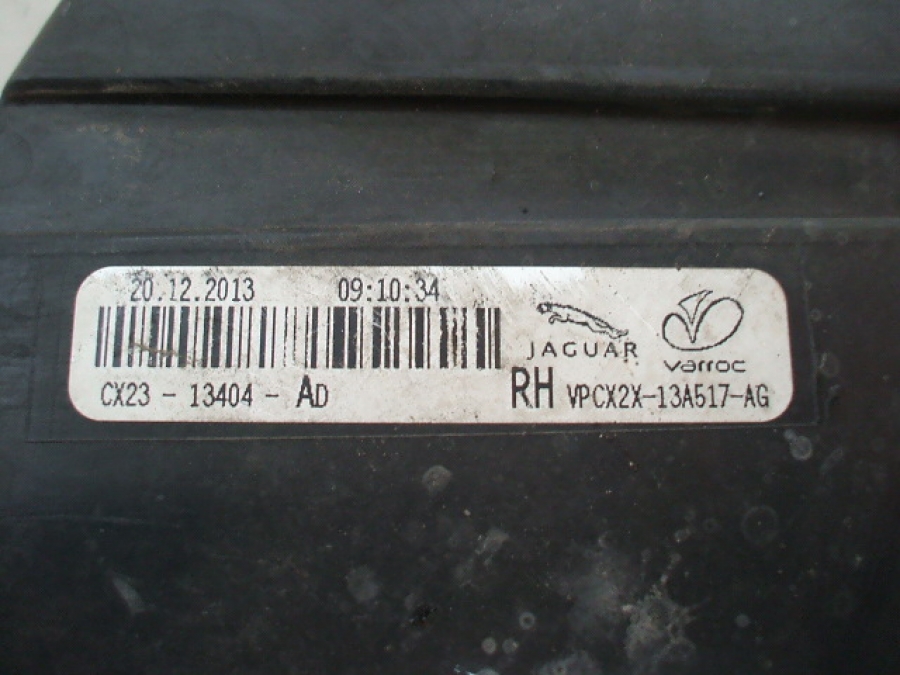 20.12.2013 09:10:34
JAGUAR varroc
CX23 - 13404 - AD RH VPCX2X-13A517-AG